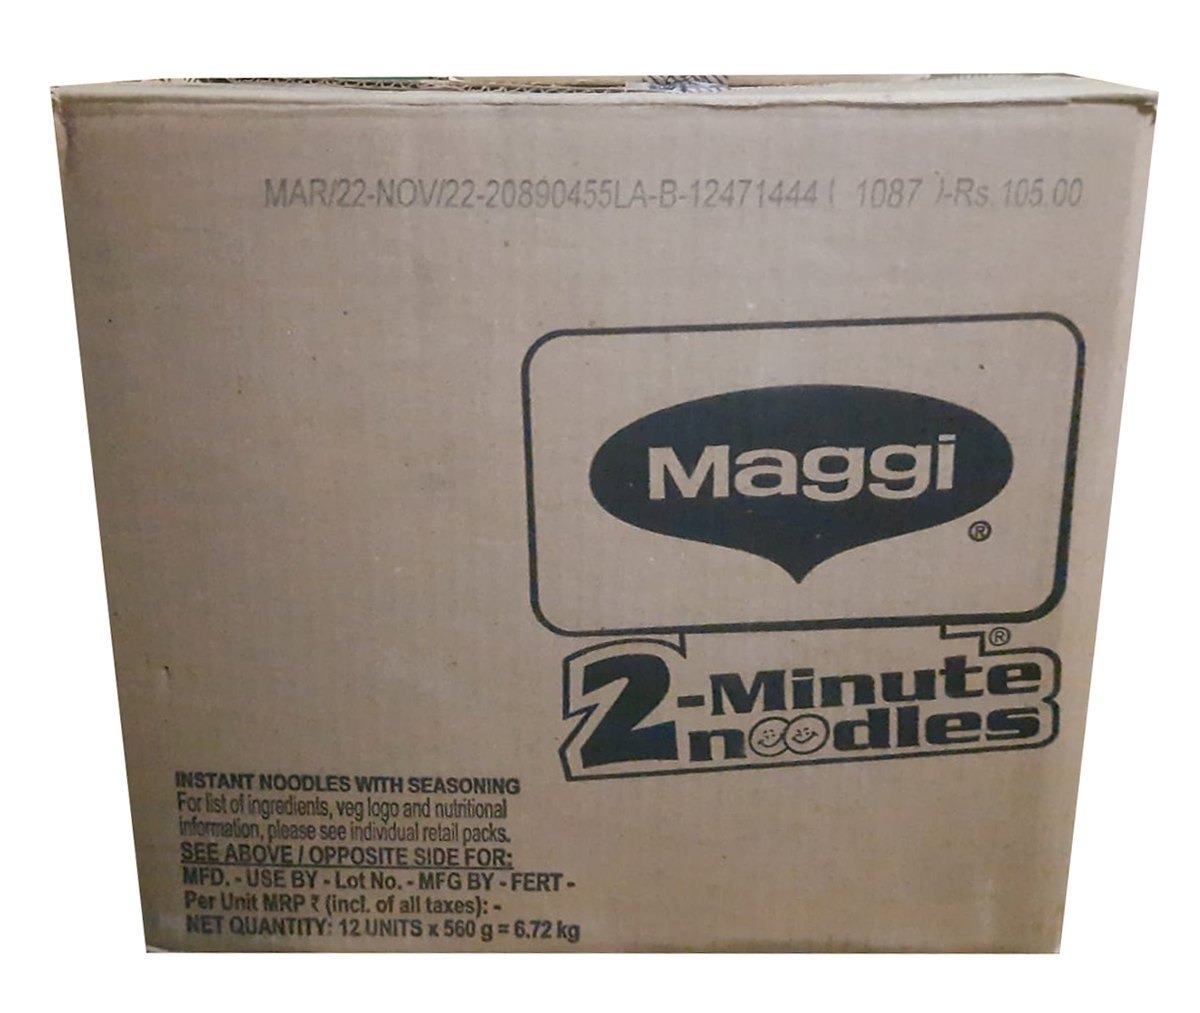 MAR/22-NOV/22-20890455LA-B-12471444 ( 1087 )-Rs. 105.00
Maggi
®
®
2-Minute
noodles
INSTANT NOODLES WITH SEASONING
For list of ingredients, veg logo and nutritional
information, please see individual retail packs.
SEE ABOVE / OPPOSITE SIDE FOR:
MFD. - USE BY - Lot No. - MFG BY - FERT -
Per Unit MRP ₹ (incl. of all taxes): -
NET QUANTITY: 12 UNITS x 560 g = 6.72 kg